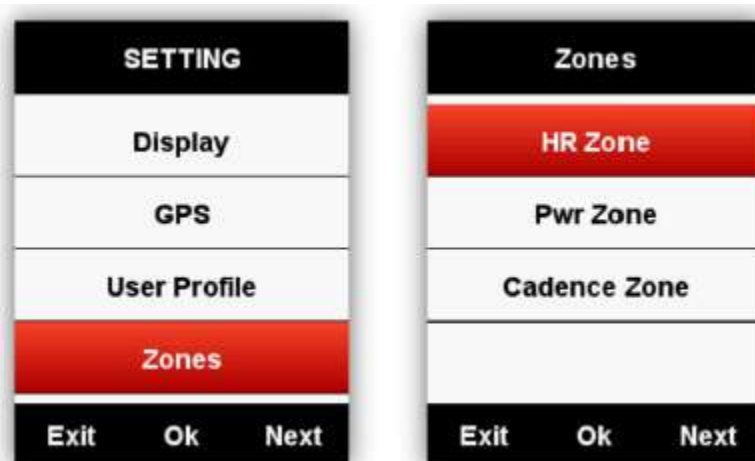 SETTING
Display
GPS
User Profile
Zones
Exit Ok Next
Zones
HR Zone
Pwr Zone
Cadence Zone
Exit Ok Next